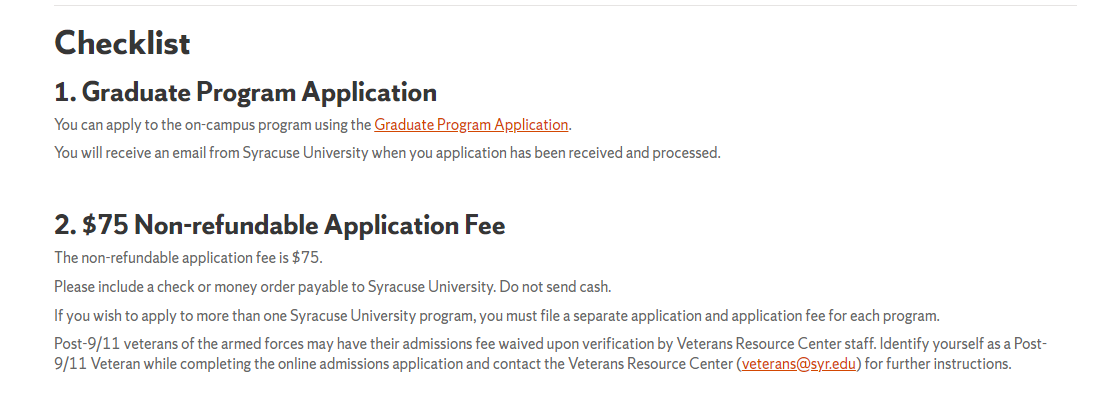 Checklist
1. Graduate Program Application
You can apply to the on-campus program using the Graduate Program Application.
You will receive an email from Syracuse University when you application has been received and processed.
2. $75 Non-refundable Application Fee
The non-refundable application fee is $75.
Please include a check or money order payable to Syracuse University. Do not send cash.
If you wish to apply to more than one Syracuse University program, you must file a separate application and application fee for each program.
Post-9/11 veterans of the armed forces may have their admissions fee waived upon verification by Veterans Resource Center staff. Identify yourself as a Post-
9/11 Veteran while completing the online admissions application and contact the Veterans Resource Center (veterans@syr.edu) for further instructions.